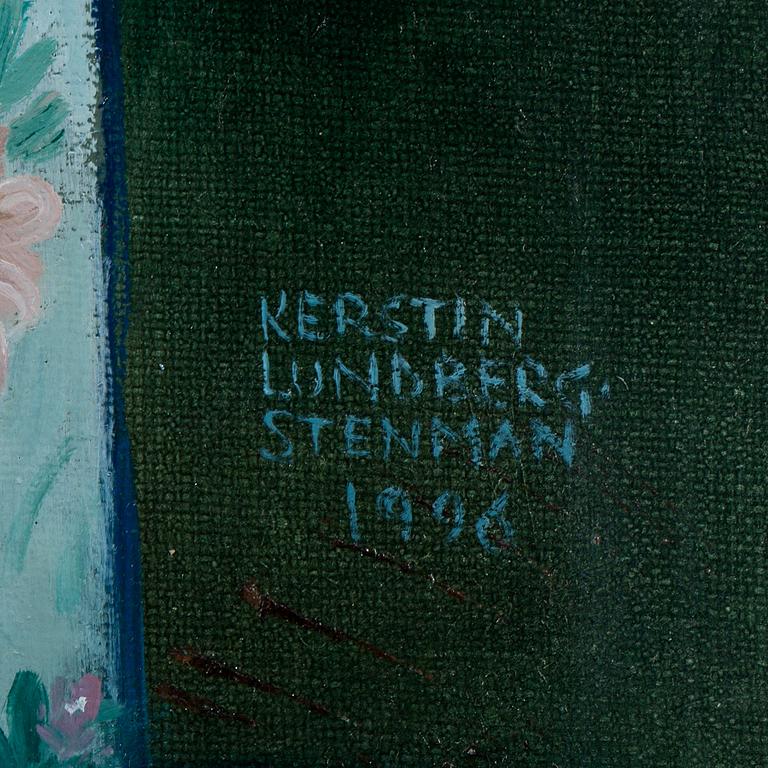 KERSTIN
LUNDBERG-
STENMAN
1996